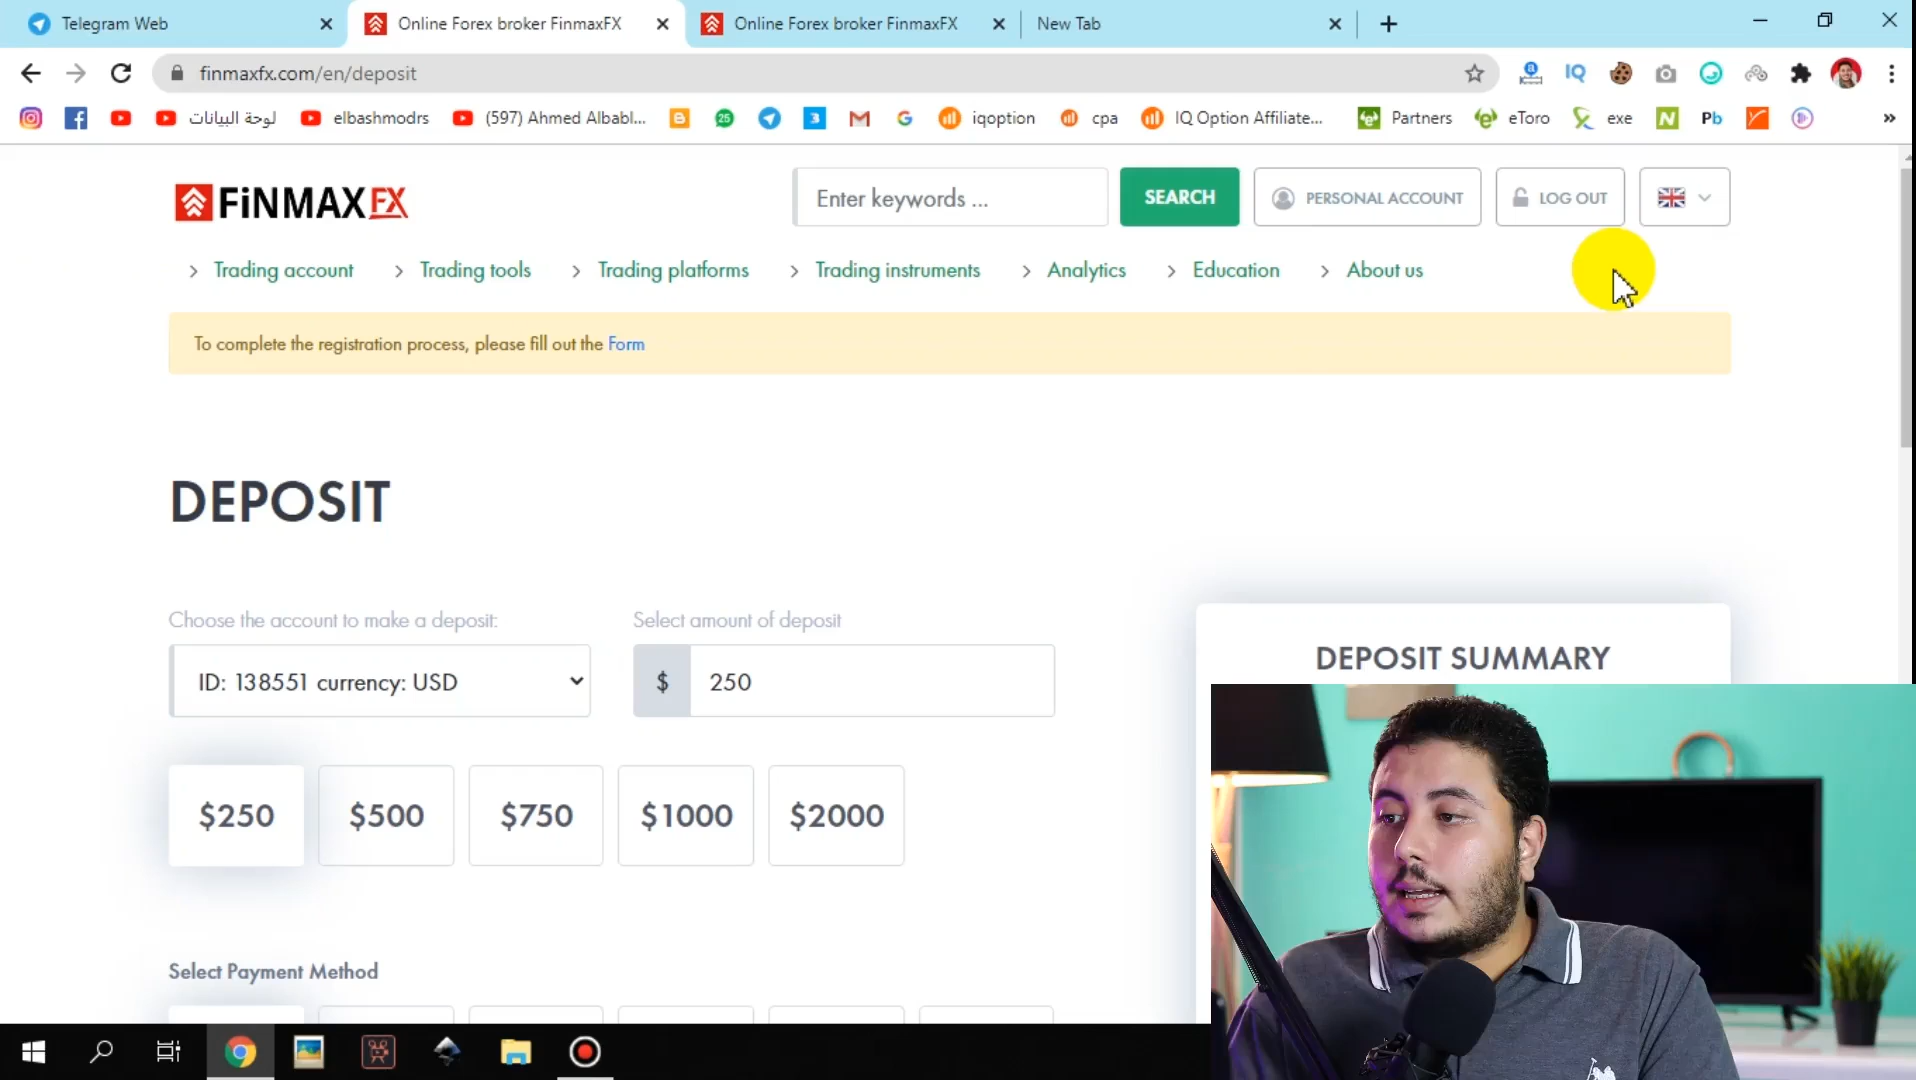 Telegram Web
Online Forex broker FinmaxFX
Online Forex broker FinmaxFX
New Tab
finmaxfx.com/en/deposit
IQ
لوحة البيانات
elbashmodrs
(597) Ahmed Albabl...
25
3
iqoption
cpa
IQ Option Affiliate...
Partners
eToro
exe
N
Pb
FiNMAXFX
Enter keywords ...
SEARCH
PERSONAL ACCOUNT
LOG OUT
Trading account
Trading tools
Trading platforms
Trading instruments
Analytics
Education
About us
To complete the registration process, please fill out the Form
DEPOSIT
Choose the account to make a deposit:
Select amount of deposit
ID: 138551 currency: USD
$ 250
DEPOSIT SUMMARY
$250
$500
$750
$1000
$2000
Select Payment Method